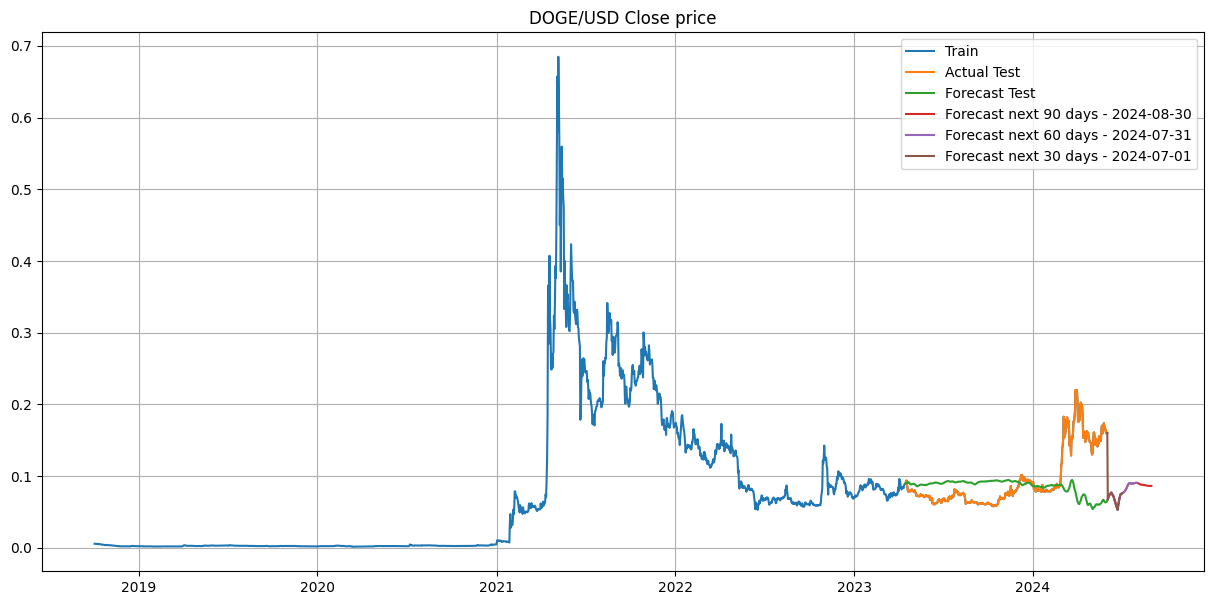 DOGE/USD Close price
Train
Actual Test
Forecast Test
Forecast next 90 days - 2024-08-30
Forecast next 60 days - 2024-07-31
Forecast next 30 days - 2024-07-01
0.7
0.6
0.5
0.4
0.3
0.2
0.1
0.0
2019 2020 2021 2022 2023 2024